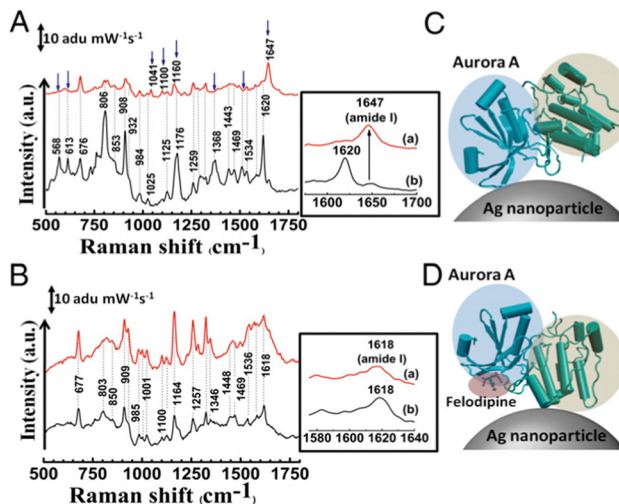 A
10 adu mW⁻¹s⁻¹
Intensity (a.u.)
568
613
676
806
853
908
932
984
1025
1041
1100
1160
1125
1176
1259
1368
1443
1469
1534
1620
1647
500 750 1000 1250 1500 1750
Raman shift (cm⁻¹)
1647
(amide I)
(a)
1620
(b)
1600 1650 1700
C
Aurora A
Ag nanoparticle
B
10 adu mW⁻¹s⁻¹
Intensity (a.u.)
677
803
850
909
985
1001
1100
1164
1257
1346
1448
1469
1536
1618
500 750 1000 1250 1500 1750
Raman shift (cm⁻¹)
1618
(amide I)
(a)
1618
(b)
1580 1600 1620 1640
D
Aurora A
Felodipine
Ag nanoparticle